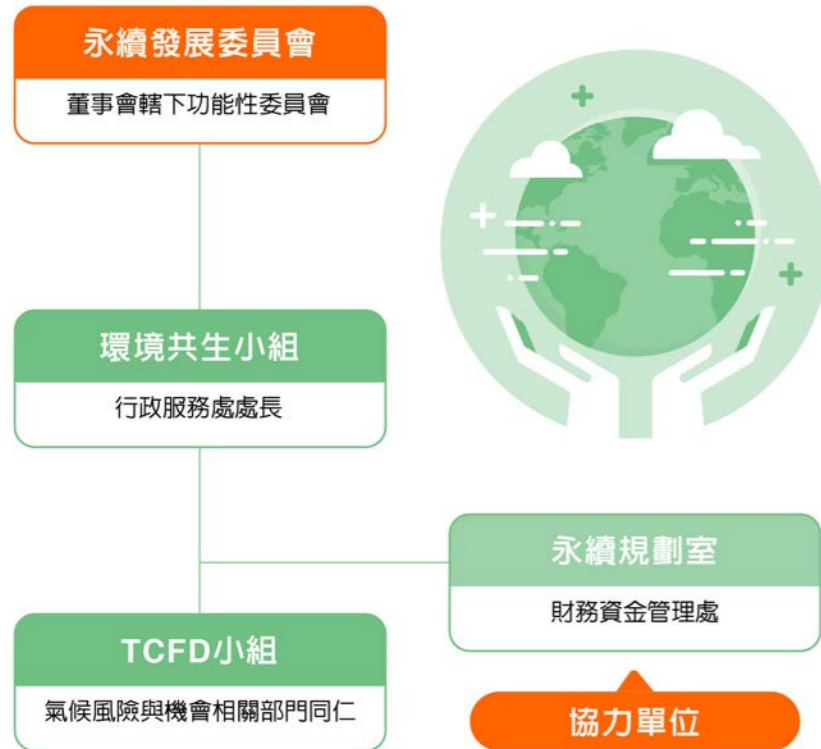 永續發展委員會
董事會轄下功能性委員會
環境共生小組
行政服務處處長
永續規劃室
財務資金管理處
TCFD小組
氣候風險與機會相關部門同仁
協力單位